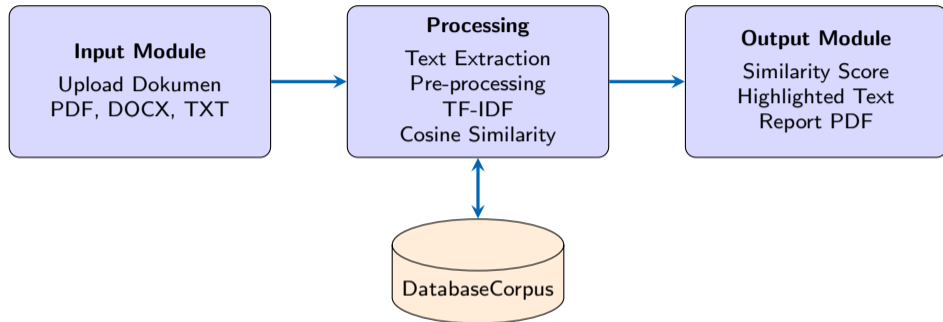 Input Module
Upload Dokumen
PDF, DOCX, TXT
Processing
Text Extraction
Pre-processing
TF-IDF
Cosine Similarity
Output Module
Similarity Score
Highlighted Text
Report PDF
DatabaseCorpus